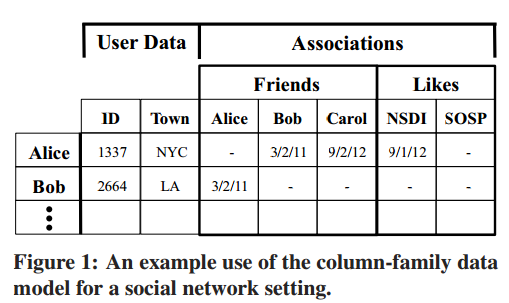 User Data Associations
Friends Likes
ID Town Alice Bob Carol NSDI SOSP
Alice 1337 NYC - 3/2/11 9/2/12 9/1/12 -
Bob 2664 LA 3/2/11 - - - -
⋮
Figure 1: An example use of the column-family data
model for a social network setting.